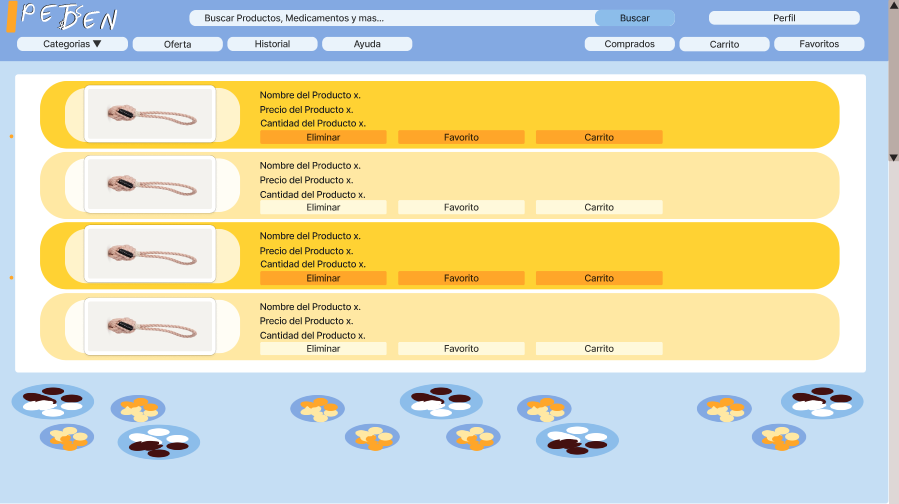 Buscar Productos, Medicamentos y mas...
Buscar
Perfil
Categorias ▼
Oferta
Historial
Ayuda
Comprados
Carrito
Favoritos
Nombre del Producto x.
Precio del Producto x.
Cantidad del Producto x.
Eliminar
Favorito
Carrito
Nombre del Producto x.
Precio del Producto x.
Cantidad del Producto x.
Eliminar
Favorito
Carrito
Nombre del Producto x.
Precio del Producto x.
Cantidad del Producto x.
Eliminar
Favorito
Carrito
Nombre del Producto x.
Precio del Producto x.
Cantidad del Producto x.
Eliminar
Favorito
Carrito